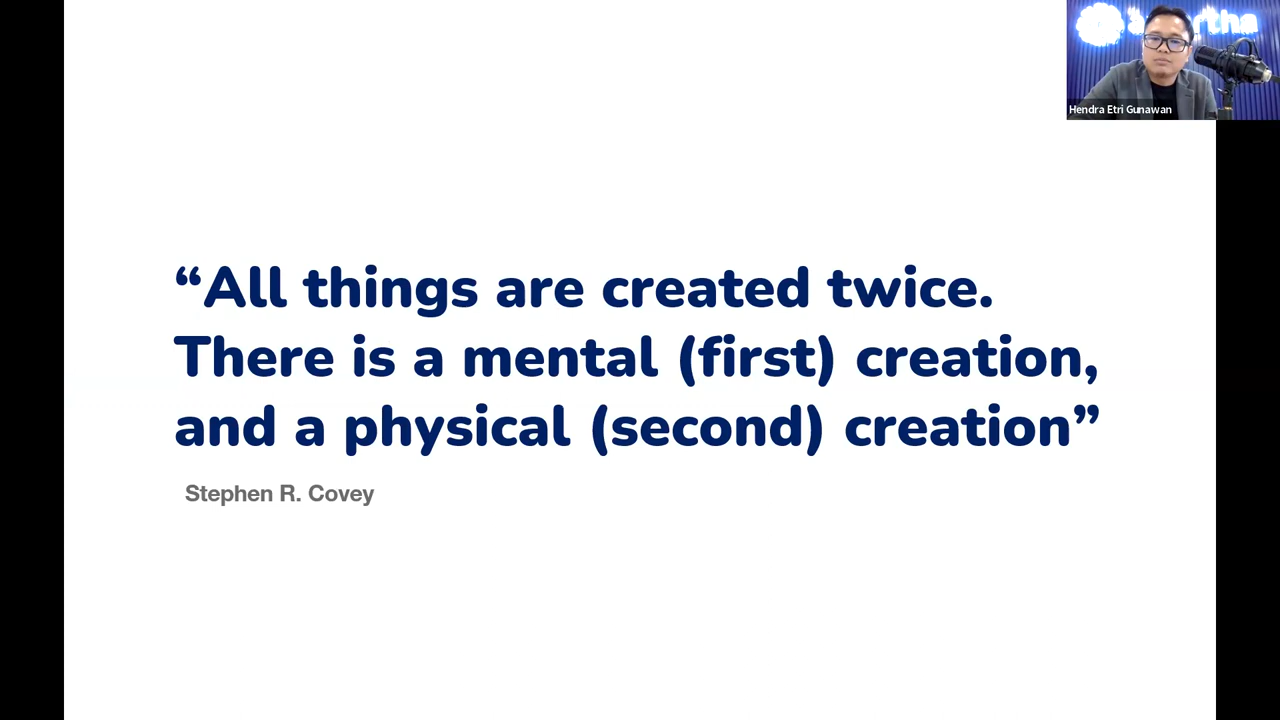 Hendra Etri Gunawan
“All things are created twice.
There is a mental (first) creation,
and a physical (second) creation”
Stephen R. Covey